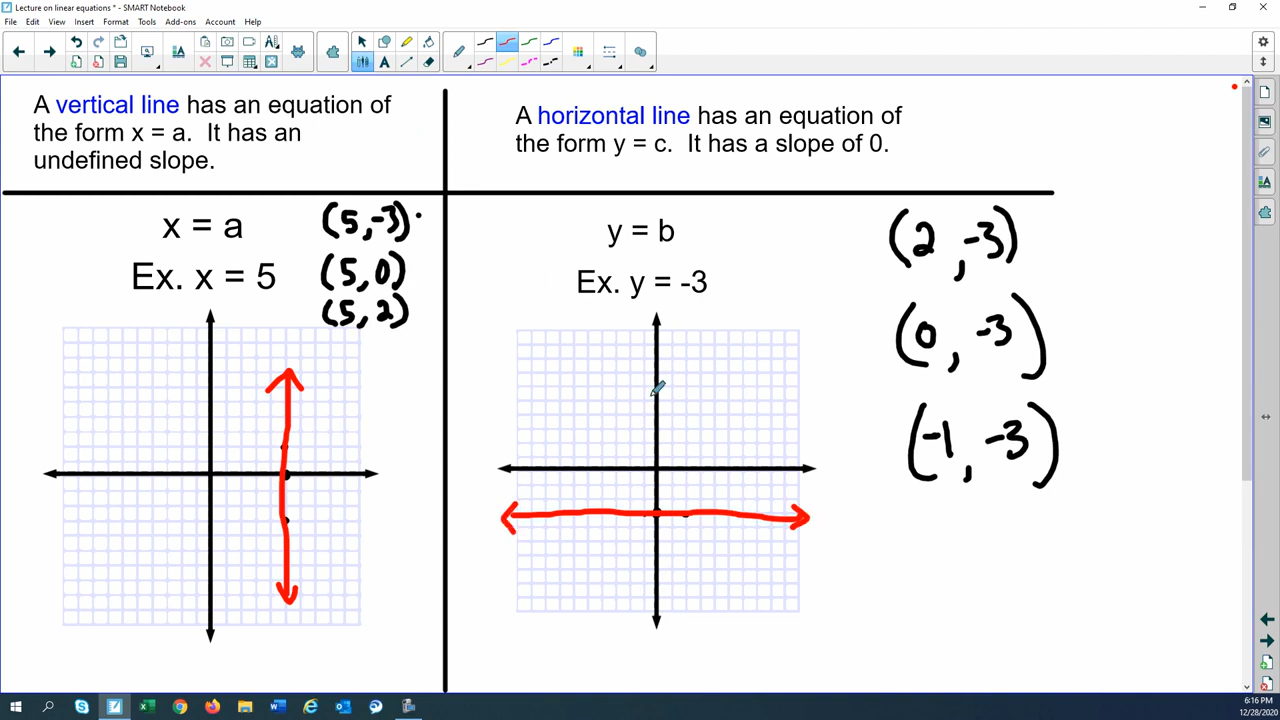 Lecture on linear equations * - SMART Notebook
File Edit View Insert Format Tools Add-ons Account Help
A vertical line has an equation of
the form x = a. It has an
undefined slope.
A horizontal line has an equation of
the form y = c. It has a slope of 0.
x = a
Ex. x = 5
(5,-3)
(5,0)
(5,2)
y = b
Ex. y = -3
(2,-3)
(0,-3)
(-1,-3)
6:16 PM
12/28/2020